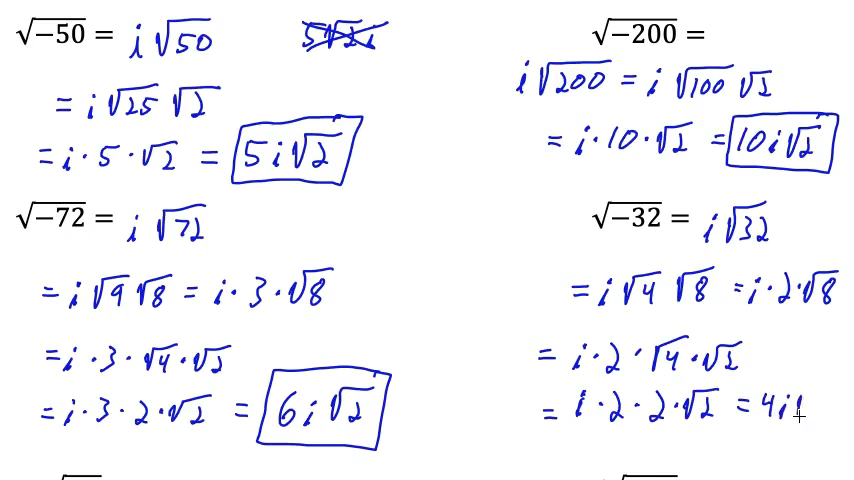 √-50 = i√50 5√2i
= i√25 √2
= i · 5 · √2 = 5i√2
√-72 = i√72
= i√9 √8 = i · 3 · √8
= i · 3 · √4 · √2
= i · 3 · 2 · √2 = 6i√2
√-200 =
i√200 = i√100 √2
= i · 10 · √2 = 10i√2
√-32 = i√32
= i√4 √8 = i · 2 · √8
= i · 2 · √4 · √2
= i · 2 · 2 · √2 = 4i